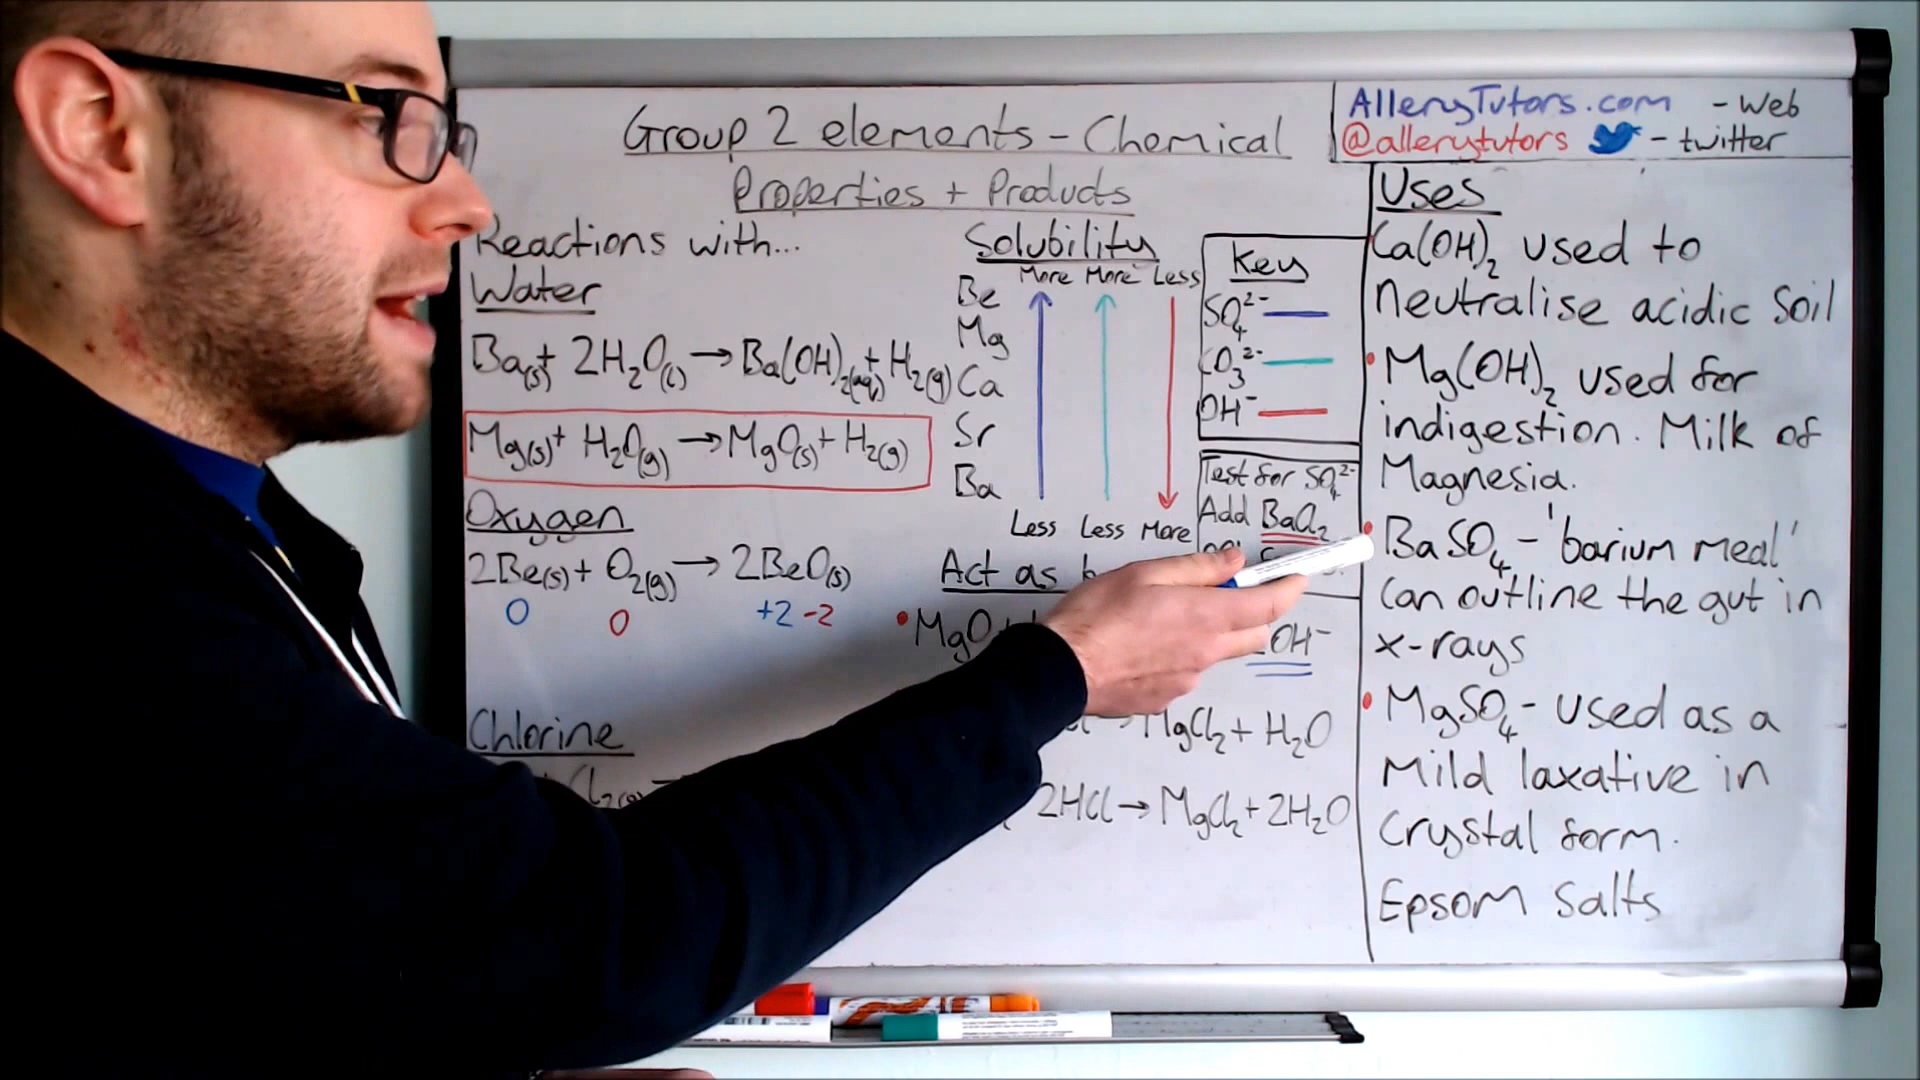 Group 2 elements - Chemical
Properties + Products
AlleryTutors.com - Web
@allerytutors - twitter
Reactions with...
Water
Ba(s) + 2H₂O(l) → Ba(OH)₂(aq) + H₂(g)
Mg(s) + H₂O(g) → MgO(s) + H₂(g)
Oxygen
2Be(s) + O₂(g) → 2BeO(s)
0 0 +2 -2
Chlorine
Solubility
More More Less
Be
Mg
Ca
Sr
Ba
Less Less More
Key
SO₄²⁻
CO₃²⁻
OH⁻
Test for SO₄²⁻
Add BaCl₂
Act as
MgO +
OH⁻
MgCl₂ + H₂O
2HCl → MgCl₂ + 2H₂O
Uses
Ca(OH)₂ used to
neutralise acidic soil
• Mg(OH)₂ used for
indigestion. Milk of
Magnesia.
• BaSO₄ - 'barium meal'
can outline the gut in
x-rays
• MgSO₄ - used as a
Mild laxative in
Crystal form.
Epsom Salts